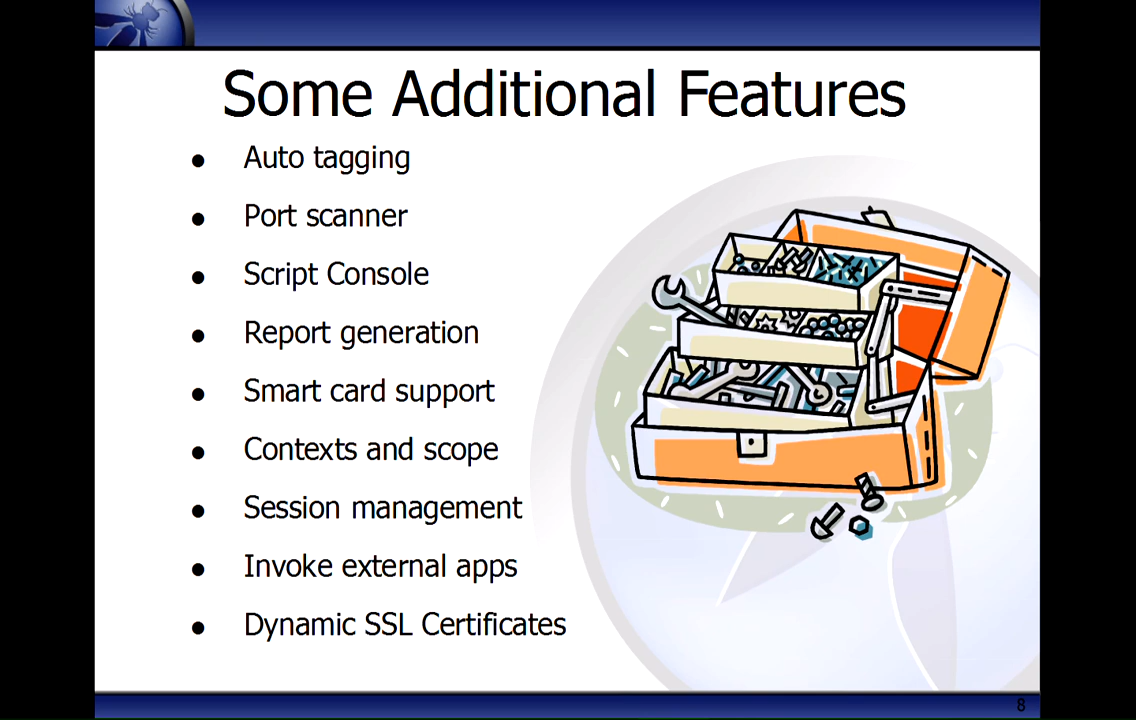 Some Additional Features
Auto tagging
Port scanner
Script Console
Report generation
Smart card support
Contexts and scope
Session management
Invoke external apps
Dynamic SSL Certificates
8